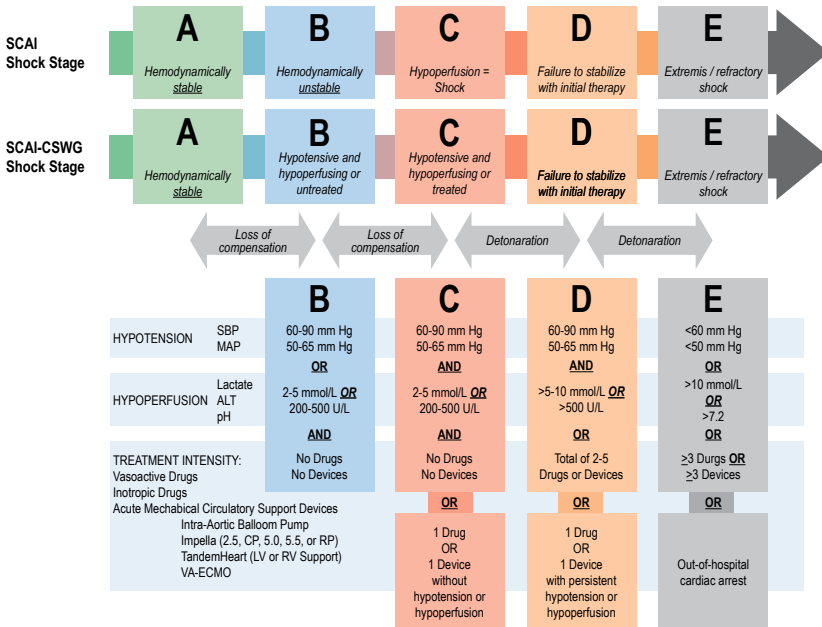 SCAI
Shock Stage
A
Hemodynamically
stable
B
Hemodynamically
unstable
C
Hypoperfusion =
Shock
D
Failure to stabilize
with initial therapy
E
Extremis / refractory
shock
SCAI-CSWG
Shock Stage
A
Hemodynamically
stable
B
Hypotensive and
hypoperfusing or
untreated
C
Hypotensive and
hypoperfusing or
treated
D
Failure to stabilize
with initial therapy
E
Extremis / refractory
shock
Loss of
compensation
Loss of
compensation
Detonaration
Detonaration
B
C
D
E
HYPOTENSION
SBP
MAP
60-90 mm Hg
50-65 mm Hg
60-90 mm Hg
50-65 mm Hg
60-90 mm Hg
50-65 mm Hg
<60 mm Hg
<50 mm Hg
OR
AND
AND
OR
HYPOPERFUSION
Lactate
ALT
pH
2-5 mmol/L OR
200-500 U/L
2-5 mmol/L OR
200-500 U/L
>5-10 mmol/L OR
>500 U/L
>10 mmol/L
OR
>7.2
AND
AND
OR
OR
TREATMENT INTENSITY:
Vasoactive Drugs
Inotropic Drugs
Acute Mechabical Circulatory Support Devices
Intra-Aortic Balloom Pump
Impella (2.5, CP, 5.0, 5.5, or RP)
TandemHeart (LV or RV Support)
VA-ECMO
No Drugs
No Devices
No Drugs
No Devices
Total of 2-5
Drugs or Devices
≥3 Durgs OR
≥3 Devices
OR
OR
OR
1 Drug
OR
1 Device
without
hypotension or
hypoperfusion
1 Drug
OR
1 Device
with persistent
hypotension or
hypoperfusion
Out-of-hospital
cardiac arrest